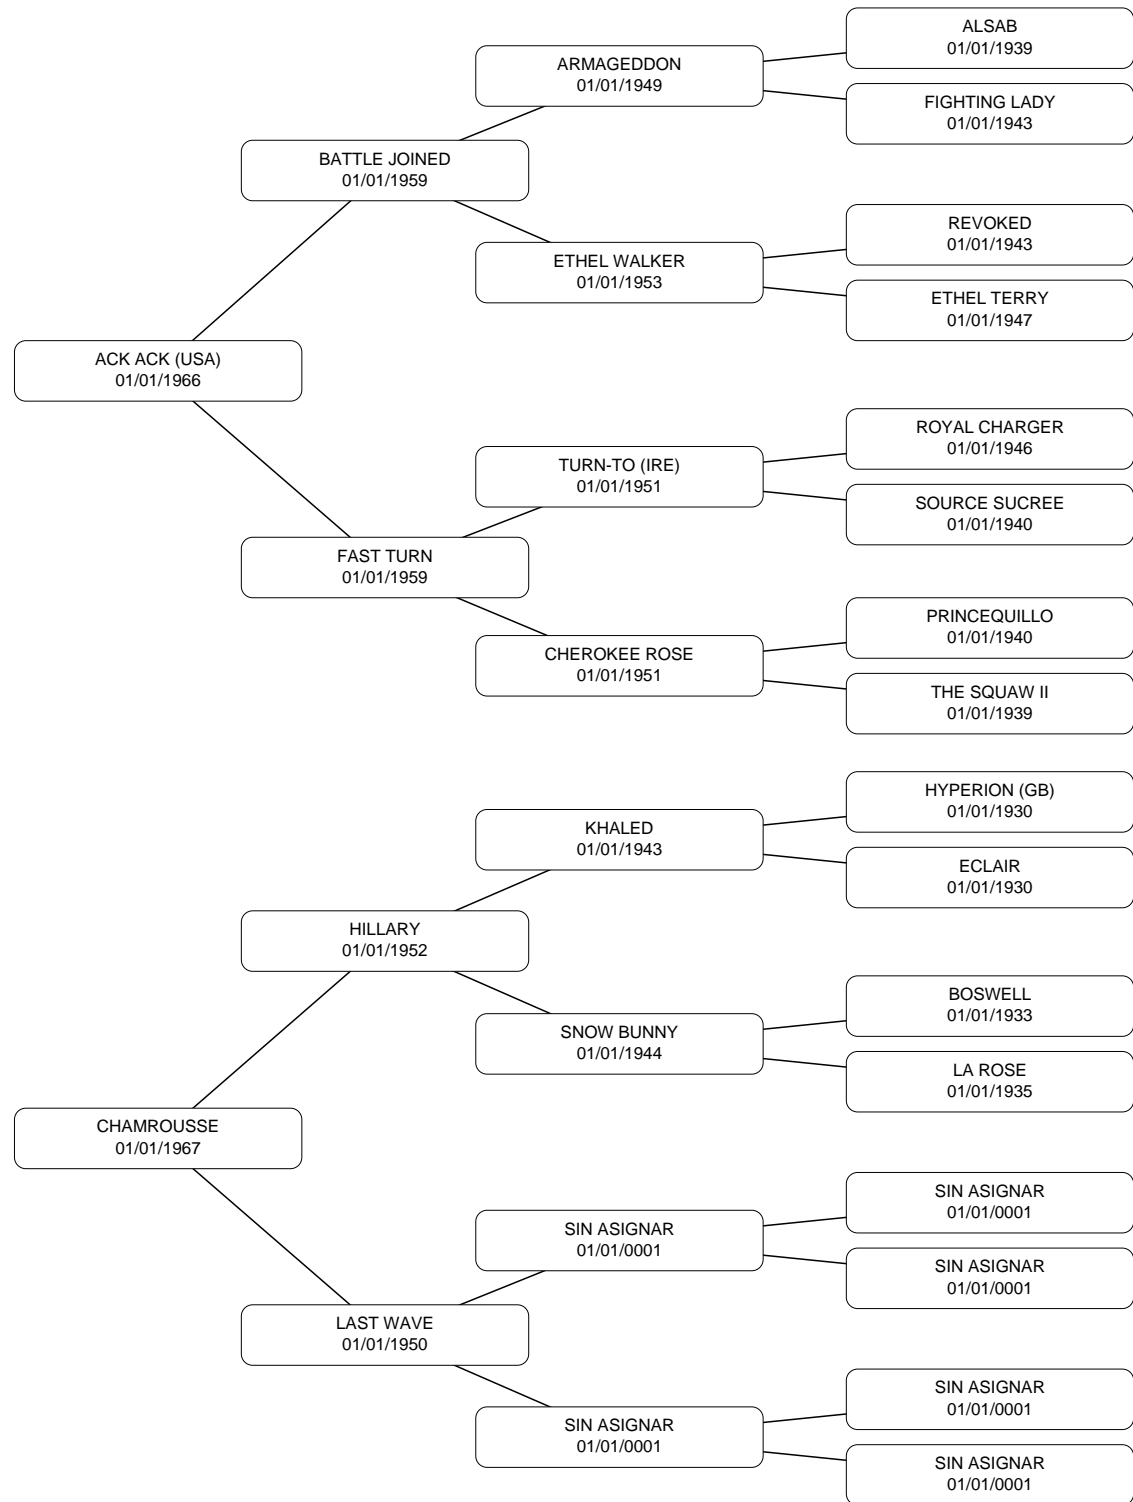 ALSAB
01/01/1939
ARMAGEDDON
01/01/1949
FIGHTING LADY
01/01/1943
BATTLE JOINED
01/01/1959
REVOKED
01/01/1943
ETHEL WALKER
01/01/1953
ETHEL TERRY
01/01/1947
ACK ACK (USA)
01/01/1966
ROYAL CHARGER
01/01/1946
TURN-TO (IRE)
01/01/1951
SOURCE SUCREE
01/01/1940
FAST TURN
01/01/1959
PRINCEQUILLO
01/01/1940
CHEROKEE ROSE
01/01/1951
THE SQUAW II
01/01/1939
HYPERION (GB)
01/01/1930
KHALED
01/01/1943
ECLAIR
01/01/1930
HILLARY
01/01/1952
BOSWELL
01/01/1933
SNOW BUNNY
01/01/1944
LA ROSE
01/01/1935
CHAMROUSSE
01/01/1967
SIN ASIGNAR
01/01/0001
SIN ASIGNAR
01/01/0001
SIN ASIGNAR
01/01/0001
LAST WAVE
01/01/1950
SIN ASIGNAR
01/01/0001
SIN ASIGNAR
01/01/0001
SIN ASIGNAR
01/01/0001